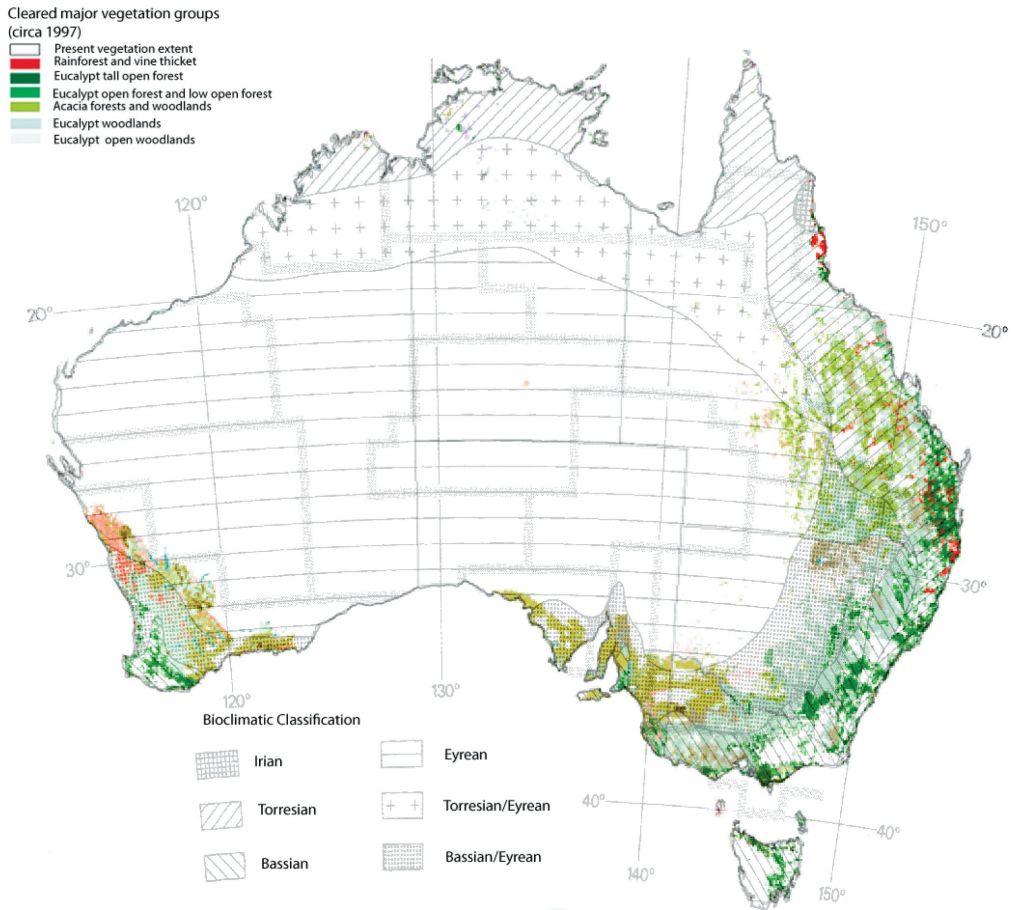 Cleared major vegetation groups
(circa 1997)
Present vegetation extent
Rainforest and vine thicket
Eucalypt tall open forest
Eucalypt open forest and low open forest
Acacia forests and woodlands
Eucalypt woodlands
Eucalypt open woodlands
120°
150°
20°
20°
30°
30°
120°
130°
Bioclimatic Classification
Irian
Eyrean
Torresian
Torresian/Eyrean
Bassian
Bassian/Eyrean
40°
40°
140°
150°